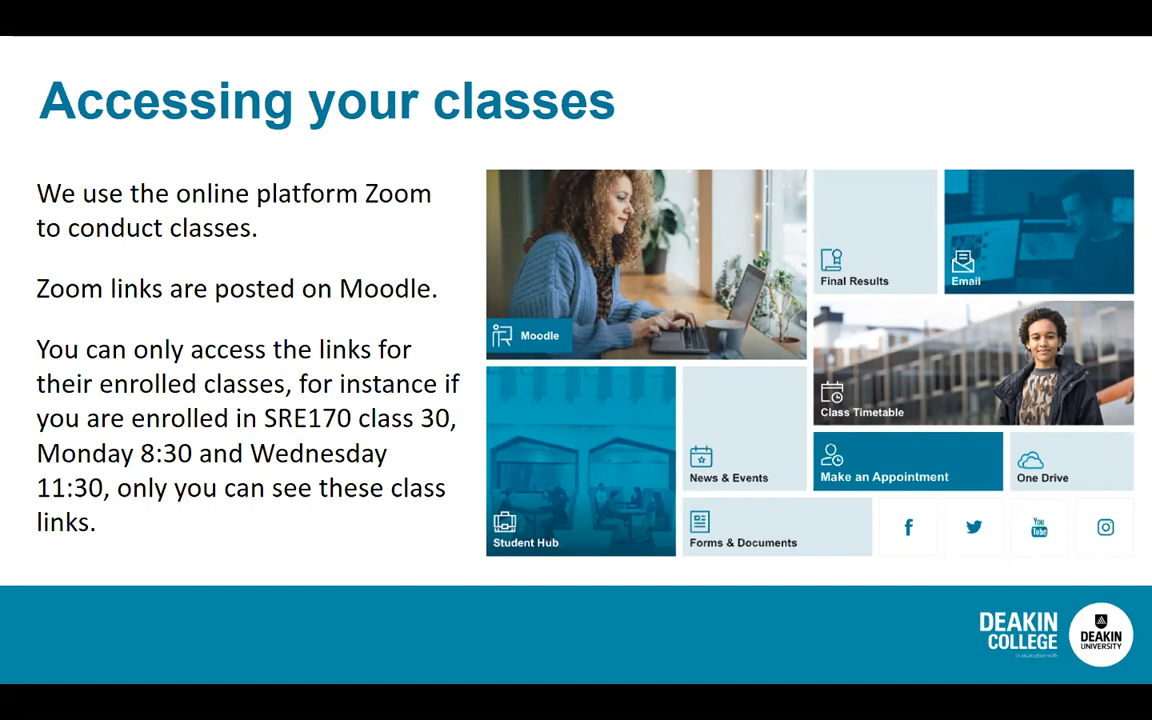 Accessing your classes
We use the online platform Zoom
to conduct classes.
Zoom links are posted on Moodle.
You can only access the links for
their enrolled classes, for instance if
you are enrolled in SRE170 class 30,
Monday 8:30 and Wednesday
11:30, only you can see these class
links.
Moodle
Final Results
Email
Class Timetable
Student Hub
News & Events
Make an Appointment
One Drive
Forms & Documents
You
Tube
DEAKIN
COLLEGE
DEAKIN
UNIVERSITY